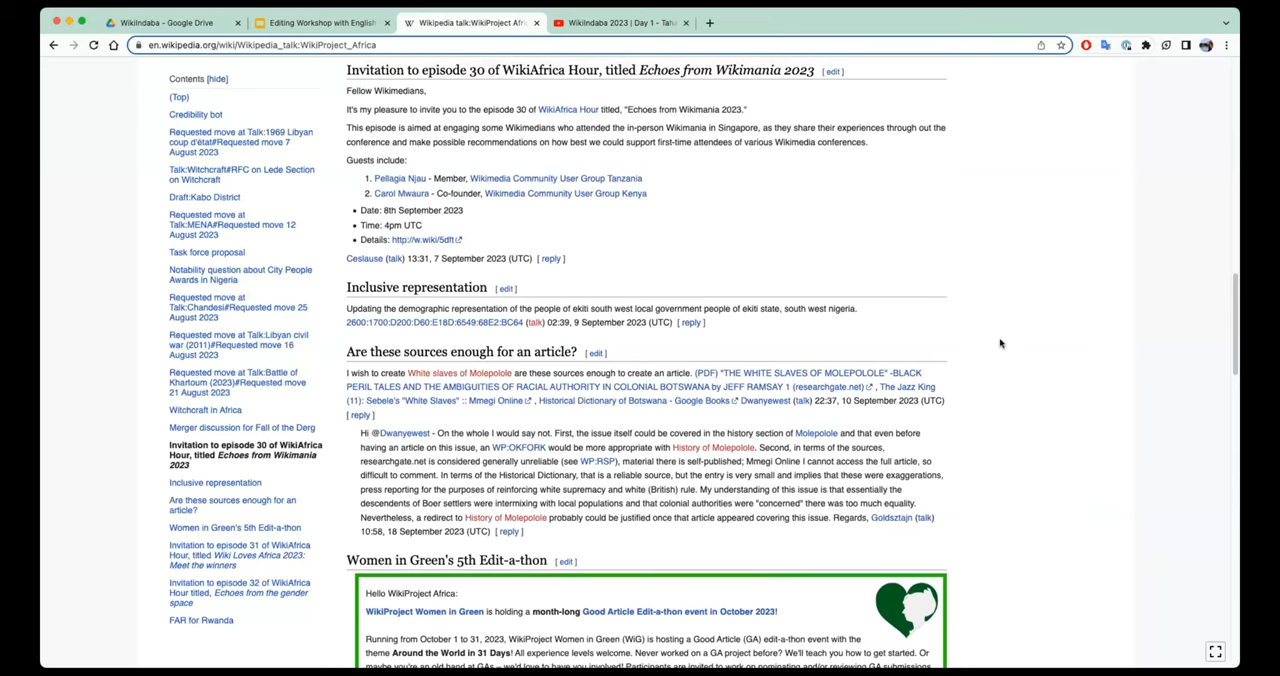 WikiIndaba - Google Drive
Editing Workshop with English
Wikipedia talk:WikiProject Afri
WikiIndaba 2023 | Day 1 - Taha
en.wikipedia.org/wiki/Wikipedia_talk:WikiProject_Africa
Contents [hide]
(Top)
Credibility bot
Requested move at Talk:1969 Libyan
coup d'état#Requested move 7
August 2023
Talk:Witchcraft#RFC on Lede Section
on Witchcraft
Draft:Kabo District
Requested move at
Talk:MENA#Requested move 12
August 2023
Task force proposal
Notability question about City People
Awards in Nigeria
Requested move at
Talk:Chandesi#Requested move 25
August 2023
Requested move at Talk:Libyan civil
war (2011)#Requested move 16
August 2023
Requested move at Talk:Battle of
Khartoum (2023)#Requested move
21 August 2023
Witchcraft in Africa
Merger discussion for Fall of the Derg
Invitation to episode 30 of WikiAfrica
Hour, titled Echoes from Wikimania
2023
Inclusive representation
Are these sources enough for an
article?
Women in Green's 5th Edit-a-thon
Invitation to episode 31 of WikiAfrica
Hour, titled Wiki Loves Africa 2023:
Meet the winners
Invitation to episode 32 of WikiAfrica
Hour titled, Echoes from the gender
space
FAR for Rwanda
Invitation to episode 30 of WikiAfrica Hour, titled Echoes from Wikimania 2023 [ edit ]
Fellow Wikimedians,
It's my pleasure to invite you to the episode 30 of WikiAfrica Hour titled, "Echoes from Wikimania 2023."
This episode is aimed at engaging some Wikimedians who attended the in-person Wikimania in Singapore, as they share their experiences through out the
conference and make possible recommendations on how best we could support first-time attendees of various Wikimedia conferences.
Guests include:
1. Pellagia Njau - Member, Wikimedia Community User Group Tanzania
2. Carol Mwaura - Co-founder, Wikimedia Community User Group Kenya
• Date: 8th September 2023
• Time: 4pm UTC
• Details: http://w.wiki/5dft
Ceslause (talk) 13:31, 7 September 2023 (UTC) [ reply ]
Inclusive representation [ edit ]
Updating the demographic representation of the people of ekiti south west local government people of ekiti state, south west nigeria.
2600:1700:D200:D60:E18D:6549:68E2:BC64 (talk) 02:39, 9 September 2023 (UTC) [ reply ]
Are these sources enough for an article? [ edit ]
I wish to create White slaves of Molepolole are these sources enough to create an article. (PDF) "THE WHITE SLAVES OF MOLEPOLOLE" -BLACK
PERIL TALES AND THE AMBIGUITIES OF RACIAL AUTHORITY IN COLONIAL BOTSWANA by JEFF RAMSAY 1 (researchgate.net) , The Jazz King
(11): Sebele's "White Slaves" :: Mmegi Online , Historical Dictionary of Botswana - Google Books Dwanyewest (talk) 22:37, 10 September 2023 (UTC)
[ reply ]
Hi @Dwanyewest - On the whole I would say not. First, the issue itself could be covered in the history section of Molepolole and that even before
having an article on this issue, an WP:OKFORK would be more appropriate with History of Molepolole. Second, in terms of the sources,
researchgate.net is considered generally unreliable (see WP:RSP), material there is self-published; Mmegi Online I cannot access the full article, so
difficult to comment. In terms of the Historical Dictionary, that is a reliable source, but the entry is very small and implies that these were exaggerations,
press reporting for the purposes of reinforcing white supremacy and white (British) rule. My understanding of this issue is that essentially the
descendents of Boer settlers were intermixing with local populations and that colonial authorities were "concerned" there was too much equality.
Nevertheless, a redirect to History of Molepolole probably could be justified once that article appeared covering this issue. Regards, Goldsztajn (talk)
10:58, 18 September 2023 (UTC) [ reply ]
Women in Green's 5th Edit-a-thon [ edit ]
Hello WikiProject Africa:
WikiProject Women in Green is holding a month-long Good Article Edit-a-thon event in October 2023!
Running from October 1 to 31, 2023, WikiProject Women in Green (WiG) is hosting a Good Article (GA) edit-a-thon event with the
theme Around the World in 31 Days! All experience levels welcome. Never worked on a GA project before? We'll teach you how to get started. Or
maybe you're an old hand at GAs – we'd love to have you involved! Participants are invited to work on nominating and/or reviewing GA submissions